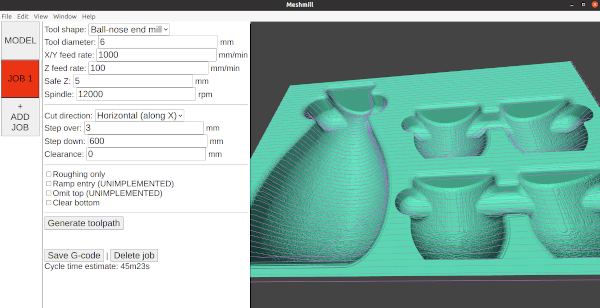 Meshmill
File Edit View Window Help
MODEL
JOB 1
+
ADD
JOB
Tool shape: Ball-nose end mill
Tool diameter: 6 mm
X/Y feed rate: 1000 mm/min
Z feed rate: 100 mm/min
Safe Z: 5 mm
Spindle: 12000 rpm
Cut direction: Horizontal (along X)
Step over: 3 mm
Step down: 600 mm
Clearance: 0 mm
Roughing only
Ramp entry (UNIMPLEMENTED)
Omit top (UNIMPLEMENTED)
Clear bottom
Generate toolpath
Save G-code | Delete job
Cycle time estimate: 45m23s